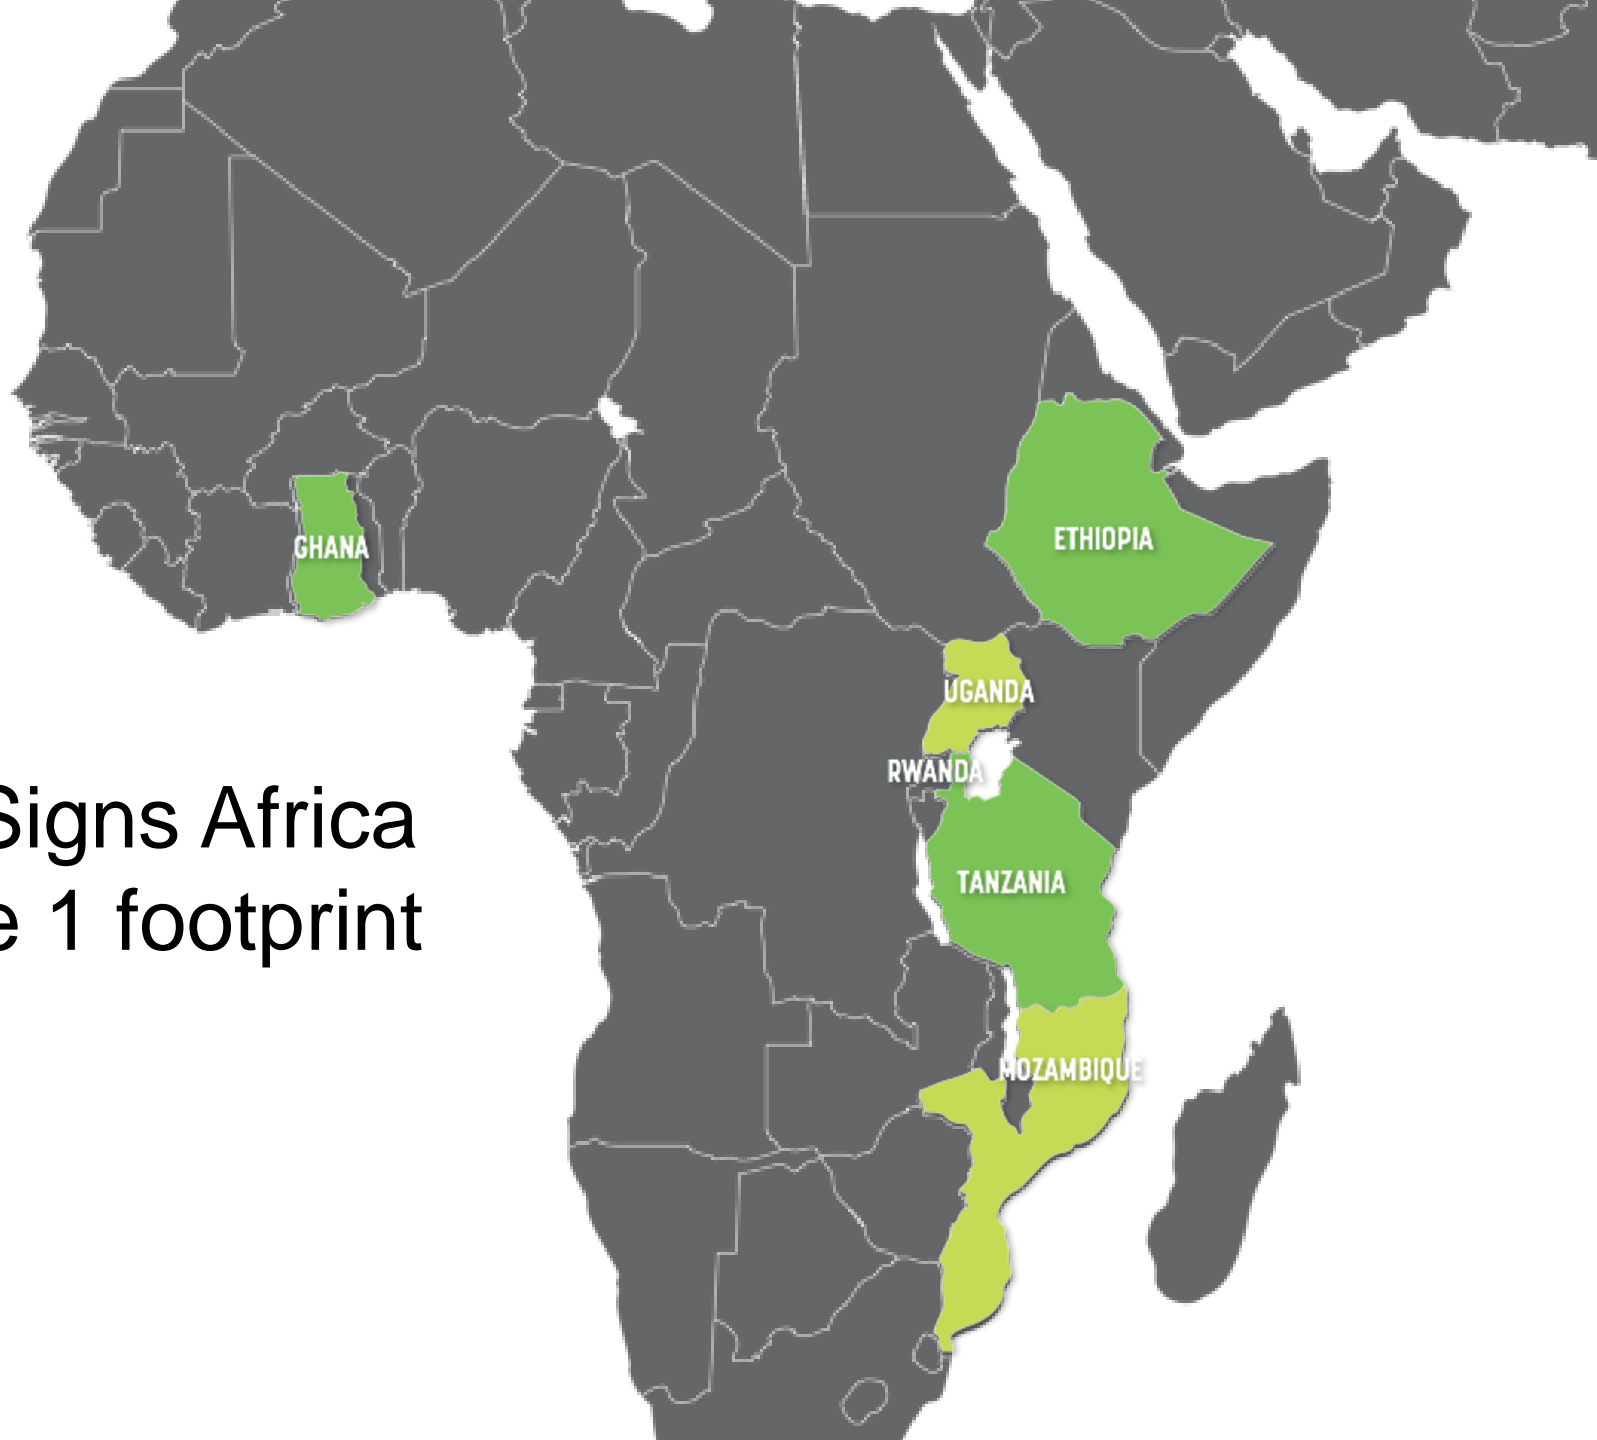 GHANA
ETHIOPIA
UGANDA
RWANDA
Signs Africa
e 1 footprint
TANZANIA
MOZAMBIQUE